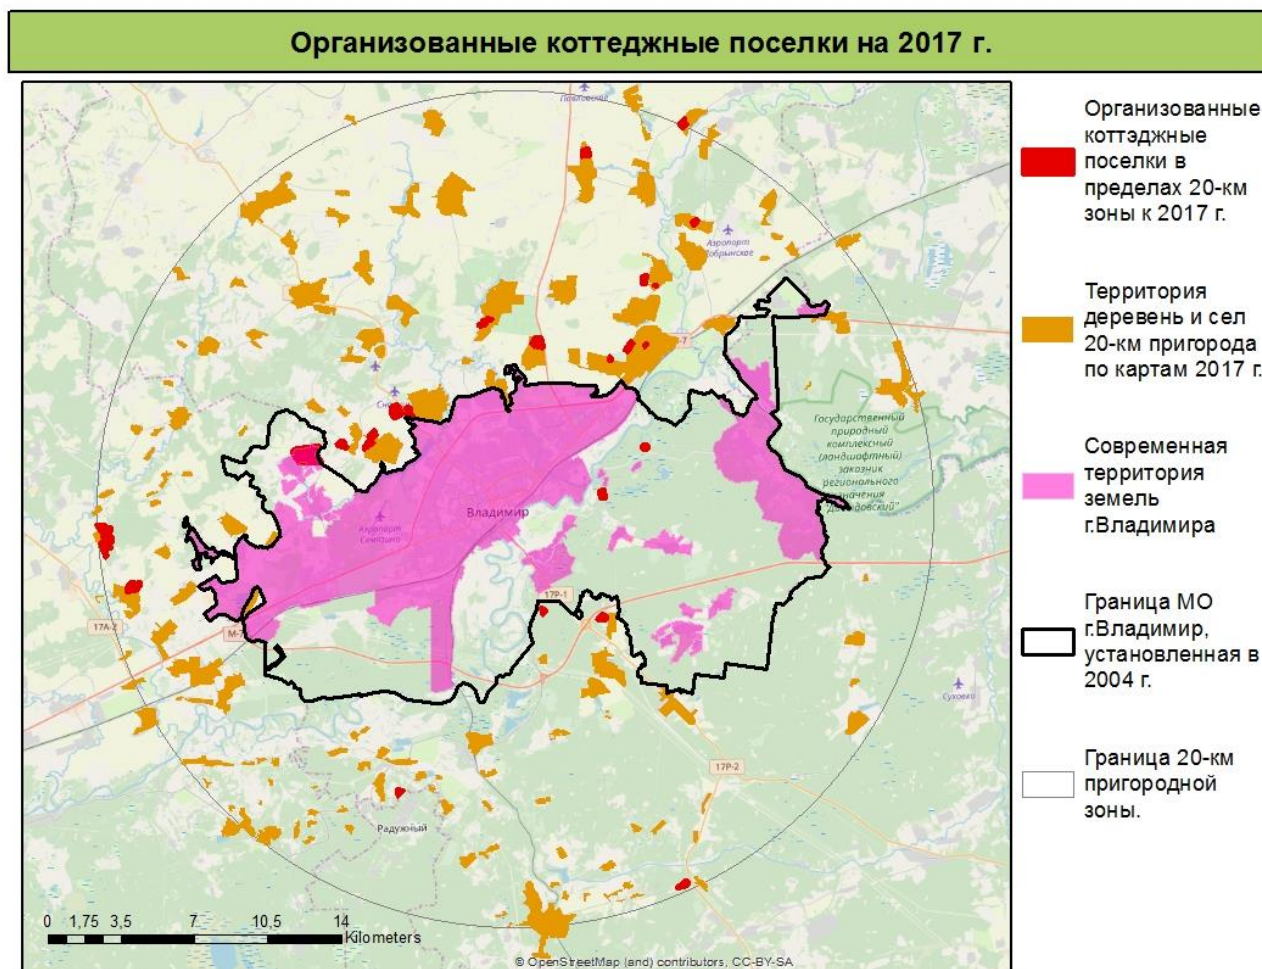 Организованные коттеджные поселки на 2017 г.
Организованные
коттэджные
поселки в
пределах 20-км
зоны к 2017 г.
Территория
деревень и сел
20-км пригорода
по картам 2017 г.
Современная
территория
земель
г.Владимира
Граница МО
г.Владимир,
установленная в
2004 г.
Граница 20-км
пригородной
зоны.
Павловское
Аэропорт
Добрынское
Государственный
природный
комплексный
(ландшафтный)
заказник
регионального
значения
Владимир
Аэропорт
Семязино
17Р-1
17А-2
М-7
Суховка
17Р-2
Радужный
0 1,75 3,5 7 10,5 14
Kilometers
© OpenStreetMap (and) contributors, CC-BY-SA